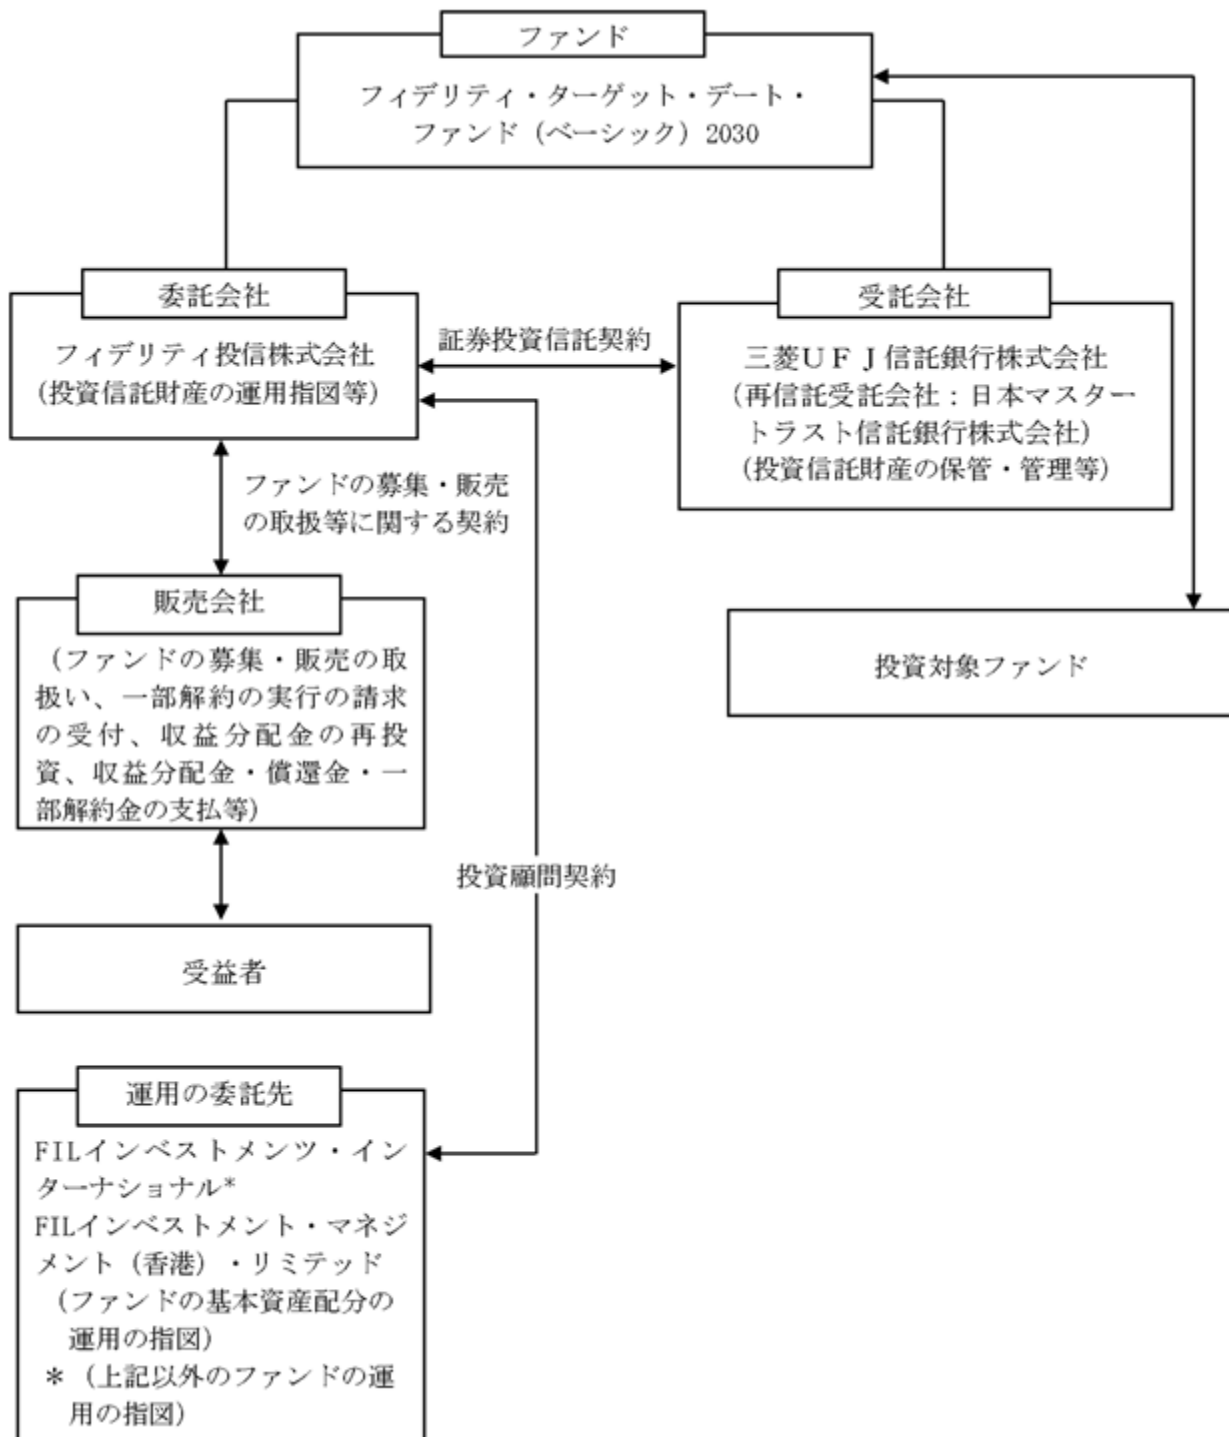 ファンド
フィデリティ・ターゲット・デート・
ファンド（ベーシック）2030
委託会社
フィデリティ投信株式会社
（投資信託財産の運用指図等）
証券投資信託契約
受託会社
三菱ＵＦＪ信託銀行株式会社
（再信託受託会社：日本マスター
トラスト信託銀行株式会社）
（投資信託財産の保管・管理等）
ファンドの募集・販売
の取扱等に関する契約
販売会社
（ファンドの募集・販売の取
扱い、一部解約の実行の請求
の受付、収益分配金の再投
資、収益分配金・償還金・一
部解約金の支払等）
投資対象ファンド
投資顧問契約
受益者
運用の委託先
FILインベストメンツ・イン
ターナショナル*
FILインベストメント・マネジ
メント（香港）・リミテッド
（ファンドの基本資産配分の
運用の指図）
＊（上記以外のファンドの運
用の指図）